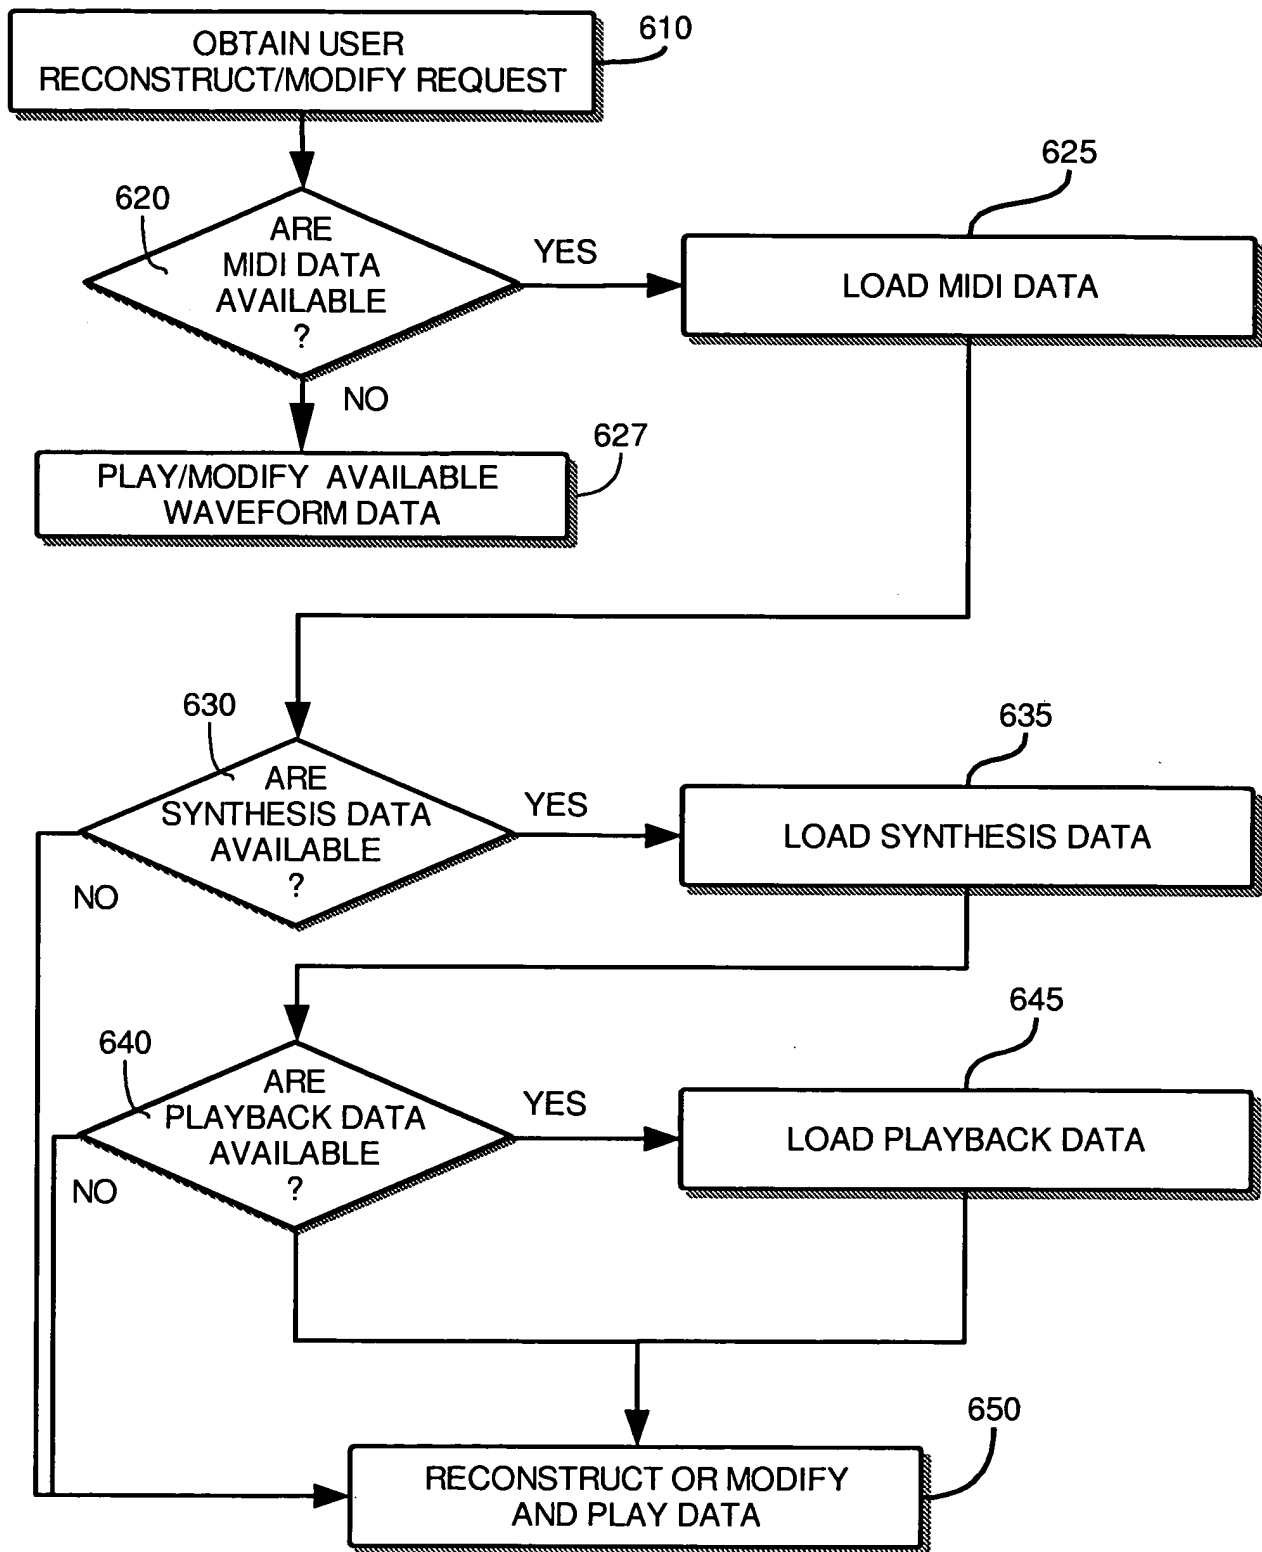 610
OBTAIN USER
RECONSTRUCT/MODIFY REQUEST
620
ARE
MIDI DATA
AVAILABLE
?
YES
625
LOAD MIDI DATA
NO
627
PLAY/MODIFY AVAILABLE
WAVEFORM DATA
630
ARE
SYNTHESIS DATA
AVAILABLE
?
YES
635
LOAD SYNTHESIS DATA
NO
640
ARE
PLAYBACK DATA
AVAILABLE
?
YES
645
LOAD PLAYBACK DATA
NO
650
RECONSTRUCT OR MODIFY
AND PLAY DATA